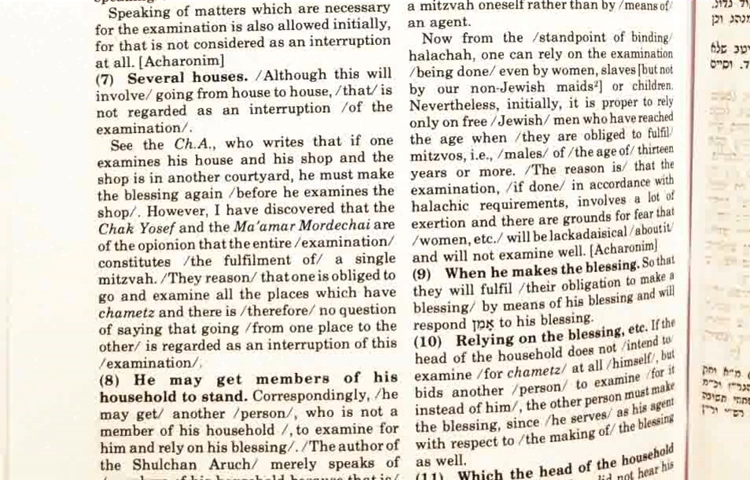 Speaking of matters which are necessary
for the examination is also allowed initially,
for that is not considered as an interruption
at all. [Acharonim]
(7) Several houses. /Although this will
involve/ going from house to house, /that/ is
not regarded as an interruption /of the
examination/.
See the Ch.A., who writes that if one
examines his house and his shop and the
shop is in another courtyard, he must make
the blessing again /before he examines the
shop/. However, I have discovered that the
Chak Yosef and the Ma'amar Mordechai are
of the opionion that the entire /examination/
constitutes /the fulfilment of/ a single
mitzvah. /They reason/ that one is obliged to
go and examine all the places which have
chametz and there is /therefore/ no question
of saying that going /from one place to the
other/ is regarded as an interruption of this
/examination/.
(8) He may get members of his
household to stand. Correspondingly, /he
may get/ another /person/, who is not a
member of his household /, to examine for
him and rely on his blessing/. /The author of
the Shulchan Aruch/ merely speaks of
a mitzvah oneself rather than by /means of/
an agent.
Now from the /standpoint of binding/
halachah, one can rely on the examination
/being done/ even by women, slaves [but not
by our non-Jewish maids²] or children.
Nevertheless, initially, it is proper to rely
only on free /Jewish/ men who have reached
the age when /they are obliged to fulfil/
mitzvos, i.e., /males/ of /the age of/ thirteen
years or more. /The reason is/ that the
examination, /if done/ in accordance with
halachic requirements, involves a lot of
exertion and there are grounds for fear that
/women, etc./ will be lackadaisical /about it/
and will not examine well. [Acharonim]
(9) When he makes the blessing. So that
they will fulfil /their obligation to make a
blessing/ by means of his blessing and will
respond אָמֵן to his blessing.
(10) Relying on the blessing, etc. If the
head of the household does not /intend to/
examine /for chametz/ at all /himself/, but
bids another /person/ to examine /for it
instead of him/, the other person must make
the blessing, since /he serves/ as his agent
with respect to /the making of/ the blessing
as well.
(11) Which the head of the household
did not hear his